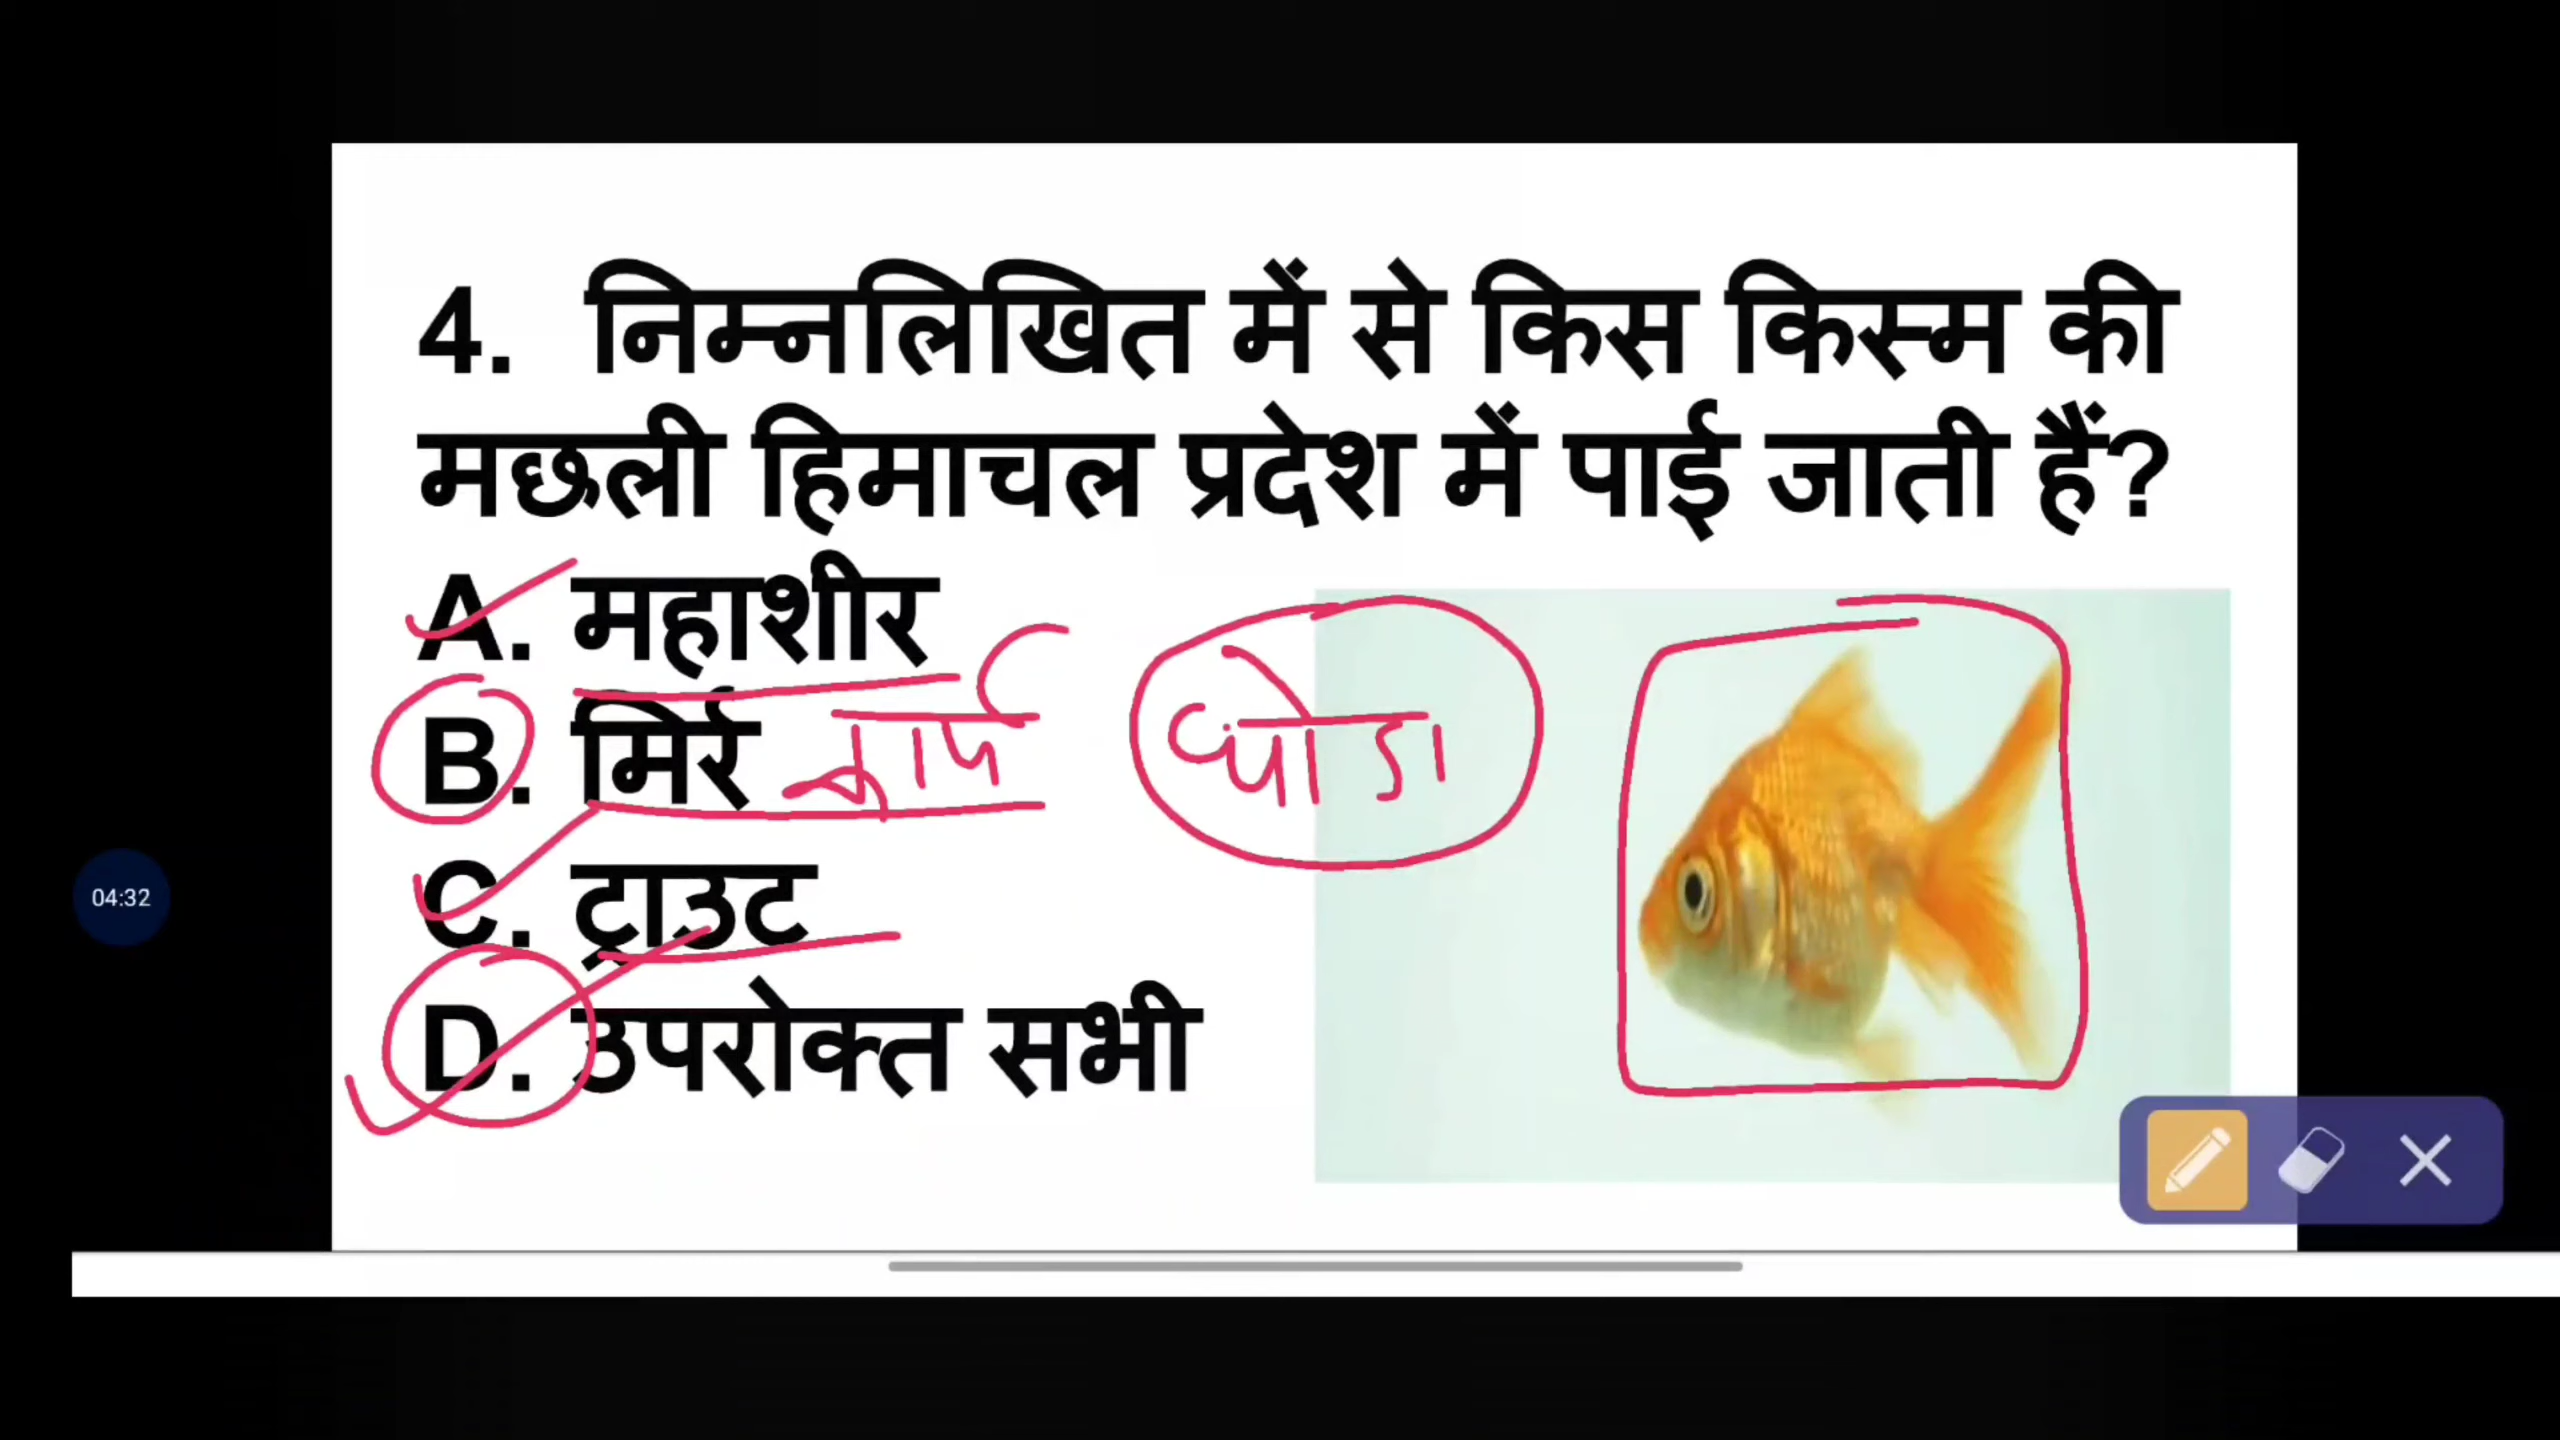 4. निम्नलिखित में से किस किस्म की
मछली हिमाचल प्रदेश में पाई जाती हैं?
A. महाशीर
B. मिर्र कार्प
C. ट्राउट
D. उपरोक्त सभी
04:32